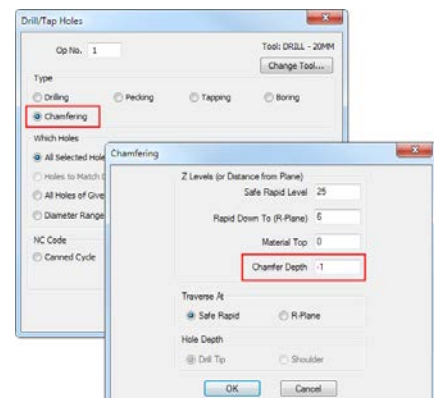 Drill/Tap Holes
Op No. 1
Tool: DRILL - 20MM
Change Tool...
Type
Drilling Pecking Tapping Boring
Chamfering
Which Holes
All Selected Hole
Holes to Match D
All Holes of Give
Diameter Range
NC Code
Canned Cycle
Chamfering
Z Levels (or Distance from Plane)
Safe Rapid Level 25
Rapid Down To (R-Plane) 6
Material Top 0
Chamfer Depth -1
Traverse At
Safe Rapid R-Plane
Hole Depth
Drill Tip Shoulder
OK Cancel